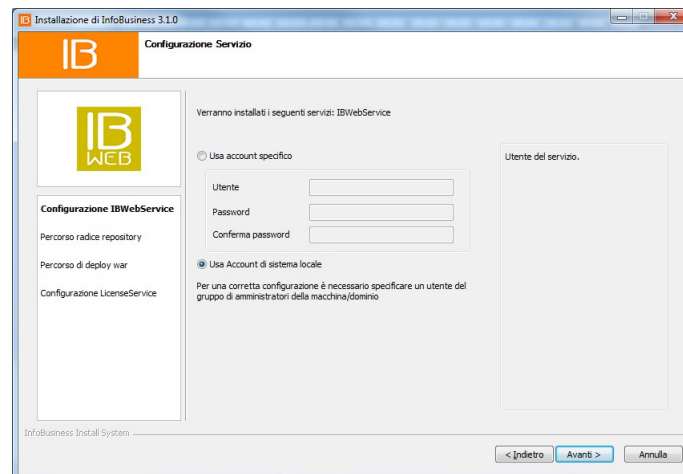 Installazione di InfoBusiness 3.1.0
IB
Configurazione Servizio
IB
WEB
Configurazione IBWebService
Percorso radice repository
Percorso di deploy war
Configurazione LicenseService
Verranno installati i seguenti servizi: IBWebService
Usa account specifico
Utente
Password
Conferma password
Usa Account di sistema locale
Per una corretta configurazione è necessario specificare un utente del
gruppo di amministratori della macchina/dominio
Utente del servizio.
InfoBusiness Install System
< Indietro
Avanti >
Annulla